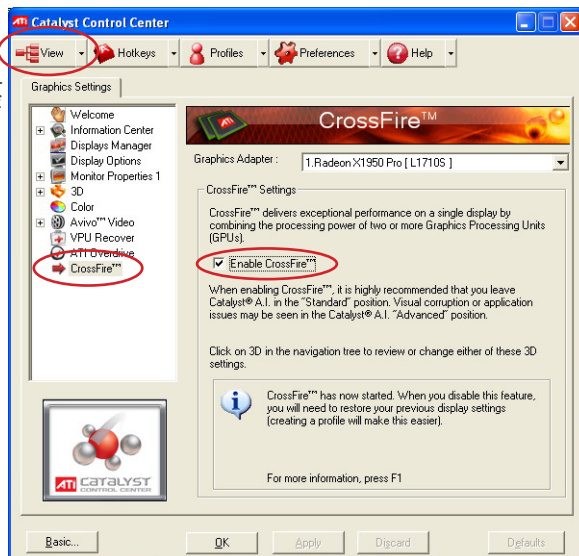 Catalyst Control Center
View
Hotkeys
Profiles
Preferences
Help
Graphics Settings
Welcome
Information Center
Displays Manager
Display Options
Monitor Properties 1
3D
Color
Avivo™ Video
VPU Recover
ATI Overdrive
CrossFire™
ATI CATALYST
CONTROL CENTER
CrossFire™
Graphics Adapter :
1.Radeon X1950 Pro [ L1710S ]
CrossFire™ Settings
CrossFire™ delivers exceptional performance on a single display by
combining the processing power of two or more Graphics Processing Units
(GPUs).
Enable CrossFire™
When enabling CrossFire™, it is highly recommended that you leave
Catalyst® A.I. in the "Standard" position. Visual corruption or application
issues may be seen in the Catalyst® A.I. "Advanced" position.
Click on 3D in the navigation tree to review or change either of these 3D
settings.
CrossFire™ has now started. When you disable this feature,
you will need to restore your previous display settings
(creating a profile will make this easier).
For more information, press F1
Basic...
OK
Apply
Discard
Defaults